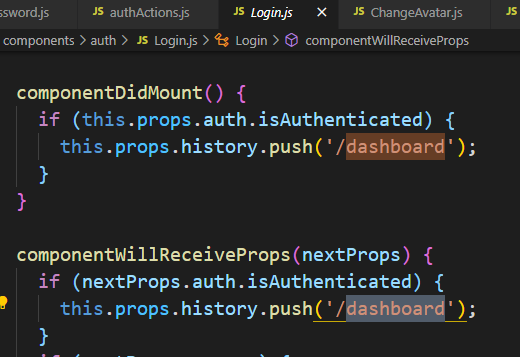 ssword.js
authActions.js
JS Login.js
JS ChangeAvatar.js
JS
components > auth > JS Login.js > Login > componentWillReceiveProps
componentDidMount() {
if (this.props.auth.isAuthenticated) {
this.props.history.push('/dashboard');
}
}
componentWillReceiveProps(nextProps) {
if (nextProps.auth.isAuthenticated) {
this.props.history.push('/dashboard');
}